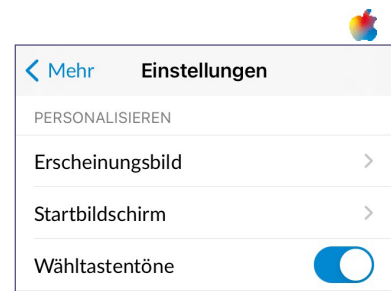 Mehr Einstellungen
PERSONALISIEREN
Erscheinungsbild
Startbildschirm
Wähltastentöne